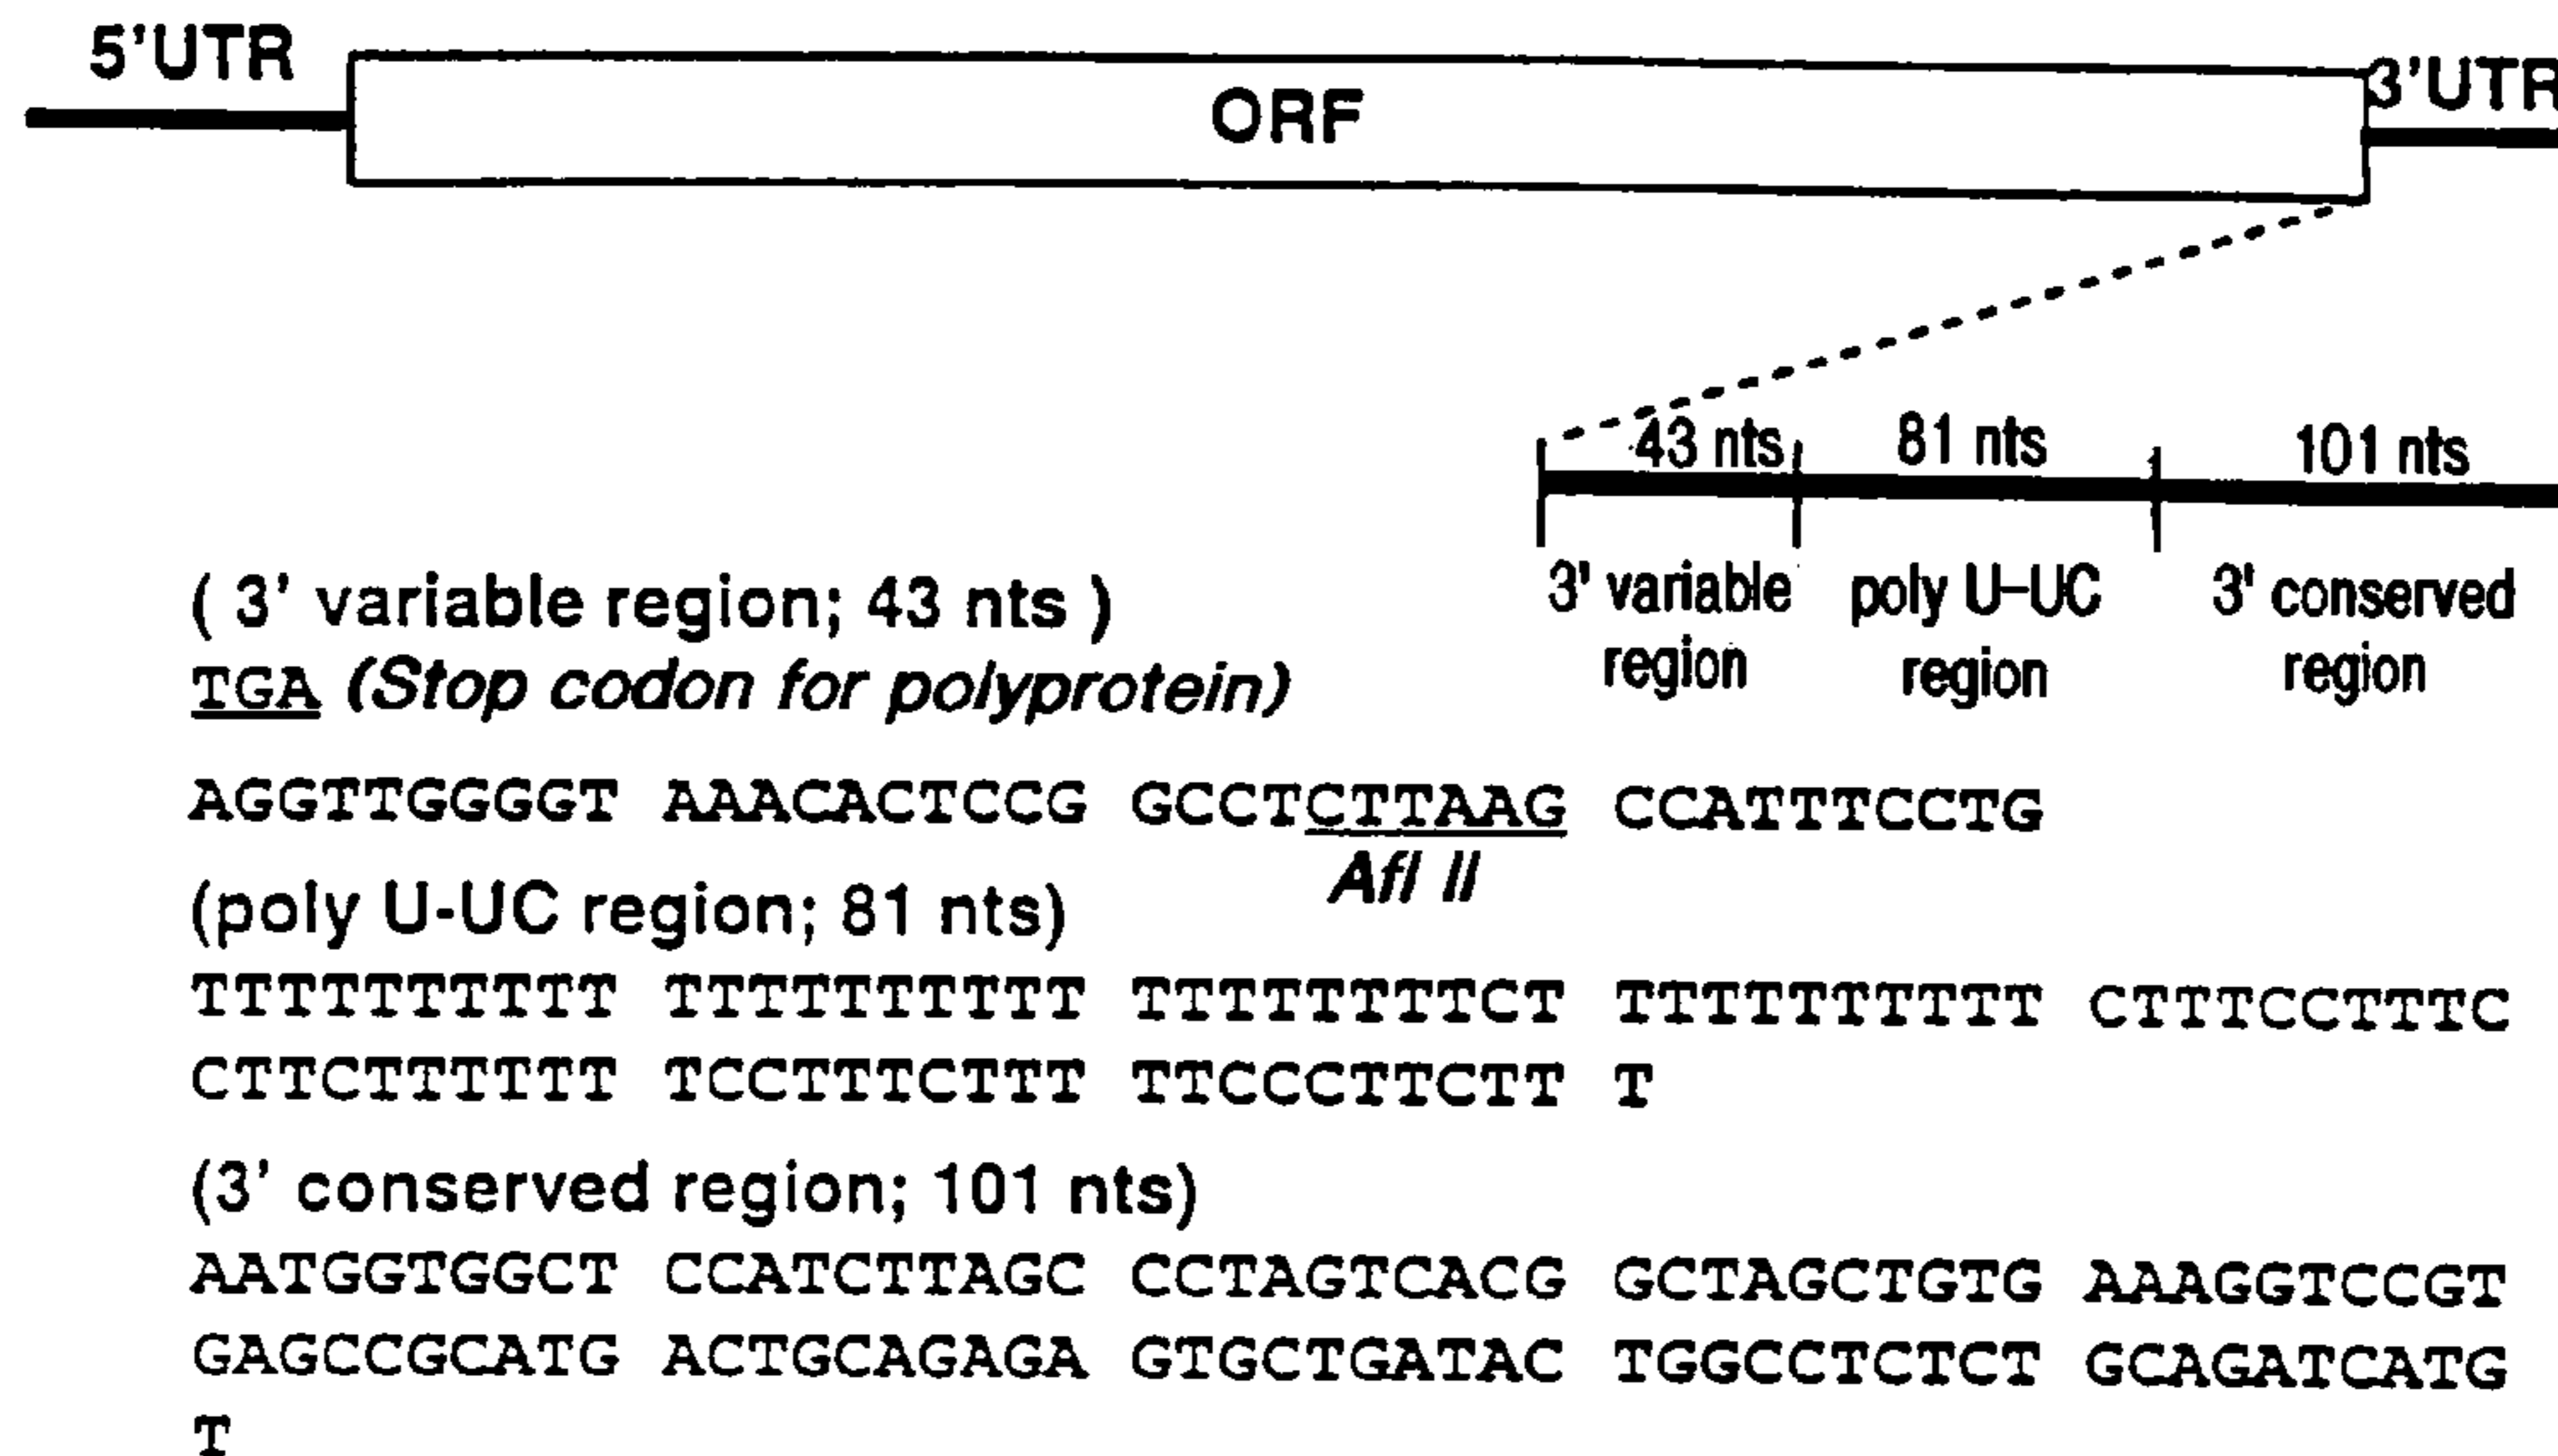 5'UTR
ORF
3'UTR
43 nts
81 nts
101 nts
3' variable region
poly U-UC region
3' conserved region
( 3' variable region; 43 nts )
TGA (Stop codon for polyprotein)
AGGTTGGGGT AAACACTCCG GCCTCTTAAG CCATTTCCTG
Afl II
(poly U-UC region; 81 nts)
TTTTTTTTTT TTTTTTTTTT TTTTTTTTCT TTTTTTTTTT CTTTCCTTTC
CTTCTTTTTT TCCTTTCTTT TTCCCTTCTT T
(3' conserved region; 101 nts)
AATGGTGGCT CCATCTTAGC CCTAGTCACG GCTAGCTGTG AAAGGTCCGT
GAGCCGCATG ACTGCAGAGA GTGCTGATAC TGGCCTCTCT GCAGATCATG
T